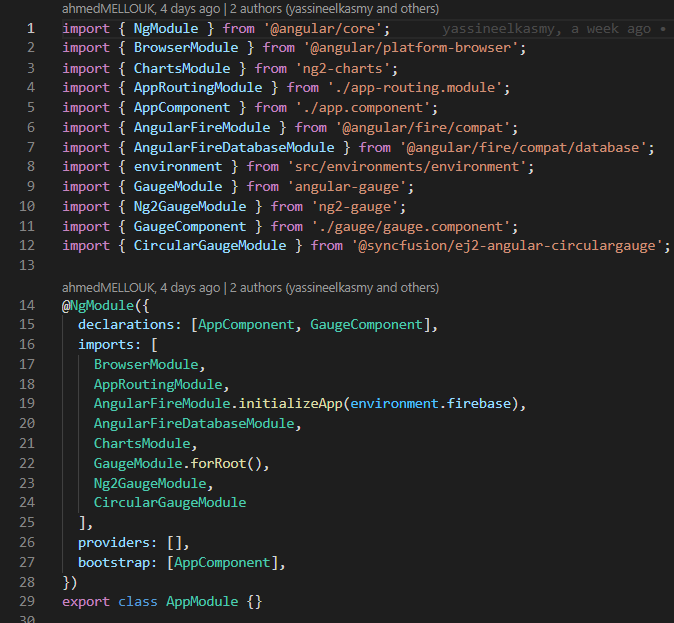 ahmedMELLOUK, 4 days ago | 2 authors (yassineelkasmy and others)
1 import { NgModule } from '@angular/core'; yassineelkasmy, a week ago •
2 import { BrowserModule } from '@angular/platform-browser';
3 import { ChartsModule } from 'ng2-charts';
4 import { AppRoutingModule } from './app-routing.module';
5 import { AppComponent } from './app.component';
6 import { AngularFireModule } from '@angular/fire/compat';
7 import { AngularFireDatabaseModule } from '@angular/fire/compat/database';
8 import { environment } from 'src/environments/environment';
9 import { GaugeModule } from 'angular-gauge';
10 import { Ng2GaugeModule } from 'ng2-gauge';
11 import { GaugeComponent } from './gauge/gauge.component';
12 import { CircularGaugeModule } from '@syncfusion/ej2-angular-circulargauge';
13
ahmedMELLOUK, 4 days ago | 2 authors (yassineelkasmy and others)
14 @NgModule({
15   declarations: [AppComponent, GaugeComponent],
16   imports: [
17     BrowserModule,
18     AppRoutingModule,
19     AngularFireModule.initializeApp(environment.firebase),
20     AngularFireDatabaseModule,
21     ChartsModule,
22     GaugeModule.forRoot(),
23     Ng2GaugeModule,
24     CircularGaugeModule
25   ],
26   providers: [],
27   bootstrap: [AppComponent],
28 })
29 export class AppModule {}
30